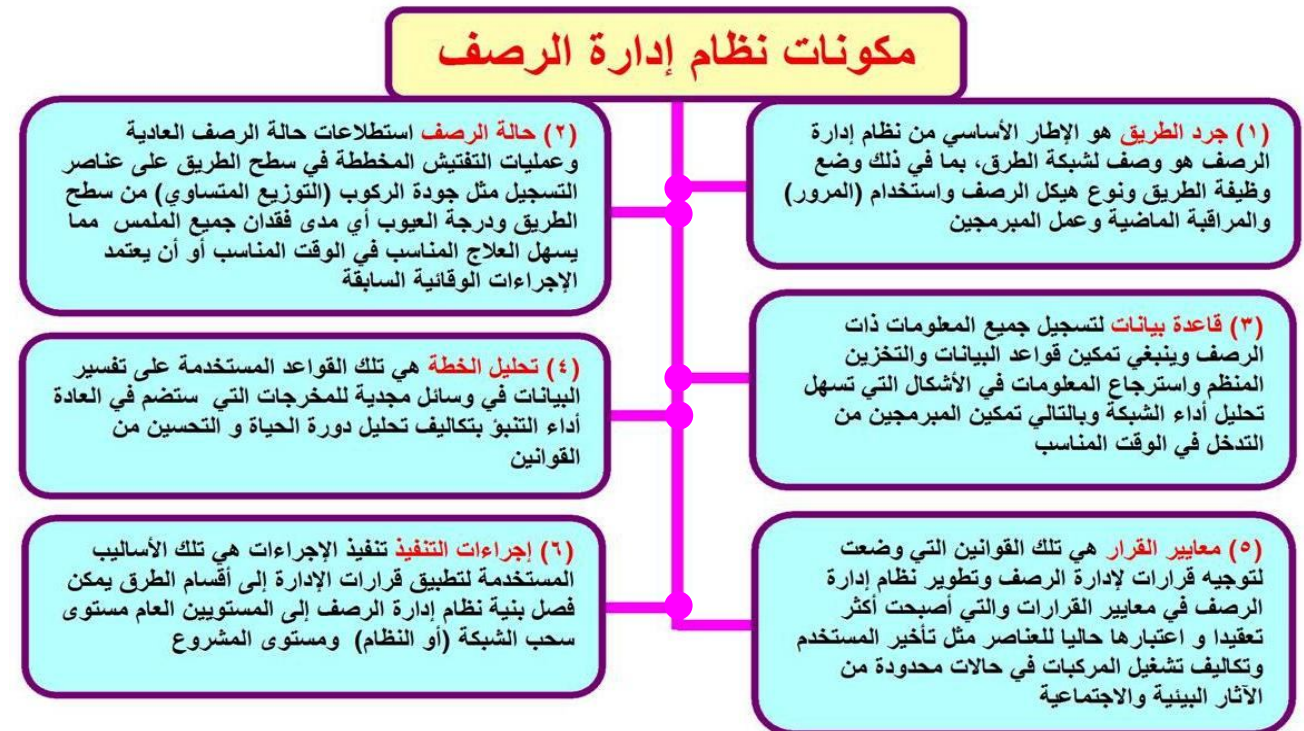 مكونات نظام إدارة الرصف
(١) جرد الطريق هو الإطار الأساسي من نظام إدارة
الرصف هو وصف لشبكة الطرق، بما في ذلك وضع
وظيفة الطريق ونوع هيكل الرصف واستخدام (المرور)
والمراقبة الماضية وعمل المبرمجين
(٢) حالة الرصف استطلاعات حالة الرصف العادية
وعمليات التفتيش المخططة في سطح الطريق على عناصر
التسجيل مثل جودة الركوب (التوزيع المتساوي) من سطح
الطريق ودرجة العيوب أي مدى فقدان جميع الملمس مما
يسهل العلاج المناسب في الوقت المناسب أو أن يعتمد
الإجراءات الوقائية السابقة
(٣) قاعدة بيانات لتسجيل جميع المعلومات ذات
الرصف وينبغي تمكين قواعد البيانات والتخزين
المنظم واسترجاع المعلومات في الأشكال التي تسهل
تحليل أداء الشبكة وبالتالي تمكين المبرمجين من
التدخل في الوقت المناسب
(٤) تحليل الخطة هي تلك القواعد المستخدمة على تفسير
البيانات في وسائل مجدية للمخرجات التي ستضم في العادة
أداء التنبؤ بتكاليف تحليل دورة الحياة و التحسين من
القوانين
(٥) معايير القرار هي تلك القوانين التي وضعت
لتوجيه قرارات لإدارة الرصف وتطوير نظام إدارة
الرصف في معايير القرارات والتي أصبحت أكثر
تعقيدا و اعتبارها حاليا للعناصر مثل تأخير المستخدم
وتكاليف تشغيل المركبات في حالات محدودة من
الآثار البيئية والاجتماعية
(٦) إجراءات التنفيذ تنفيذ الإجراءات هي تلك الأساليب
المستخدمة لتطبيق قرارات الإدارة إلى أقسام الطرق يمكن
فصل بنية نظام إدارة الرصف إلى المستويين العام مستوى
سحب الشبكة (أو النظام) ومستوى المشروع